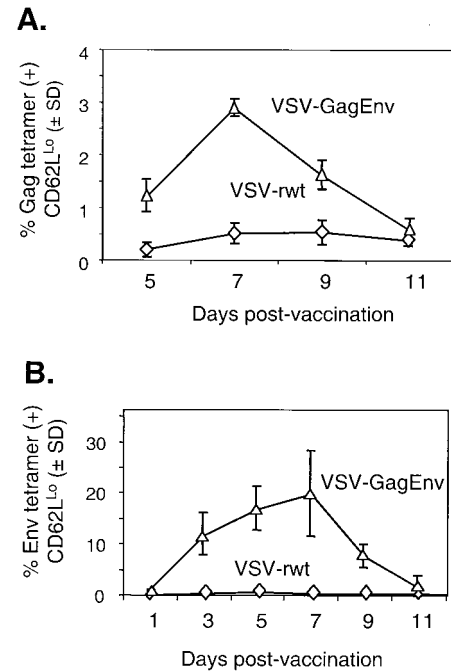 A.
% Gag tetramer (+)
CD62L^Lo (± SD)
4
3
2
1
0
VSV-GagEnv
VSV-rwt
5 7 9 11
Days post-vaccination
B.
% Env tetramer (+)
CD62L^Lo (± SD)
30
20
10
0
VSV-GagEnv
VSV-rwt
1 3 5 7 9 11
Days post-vaccination